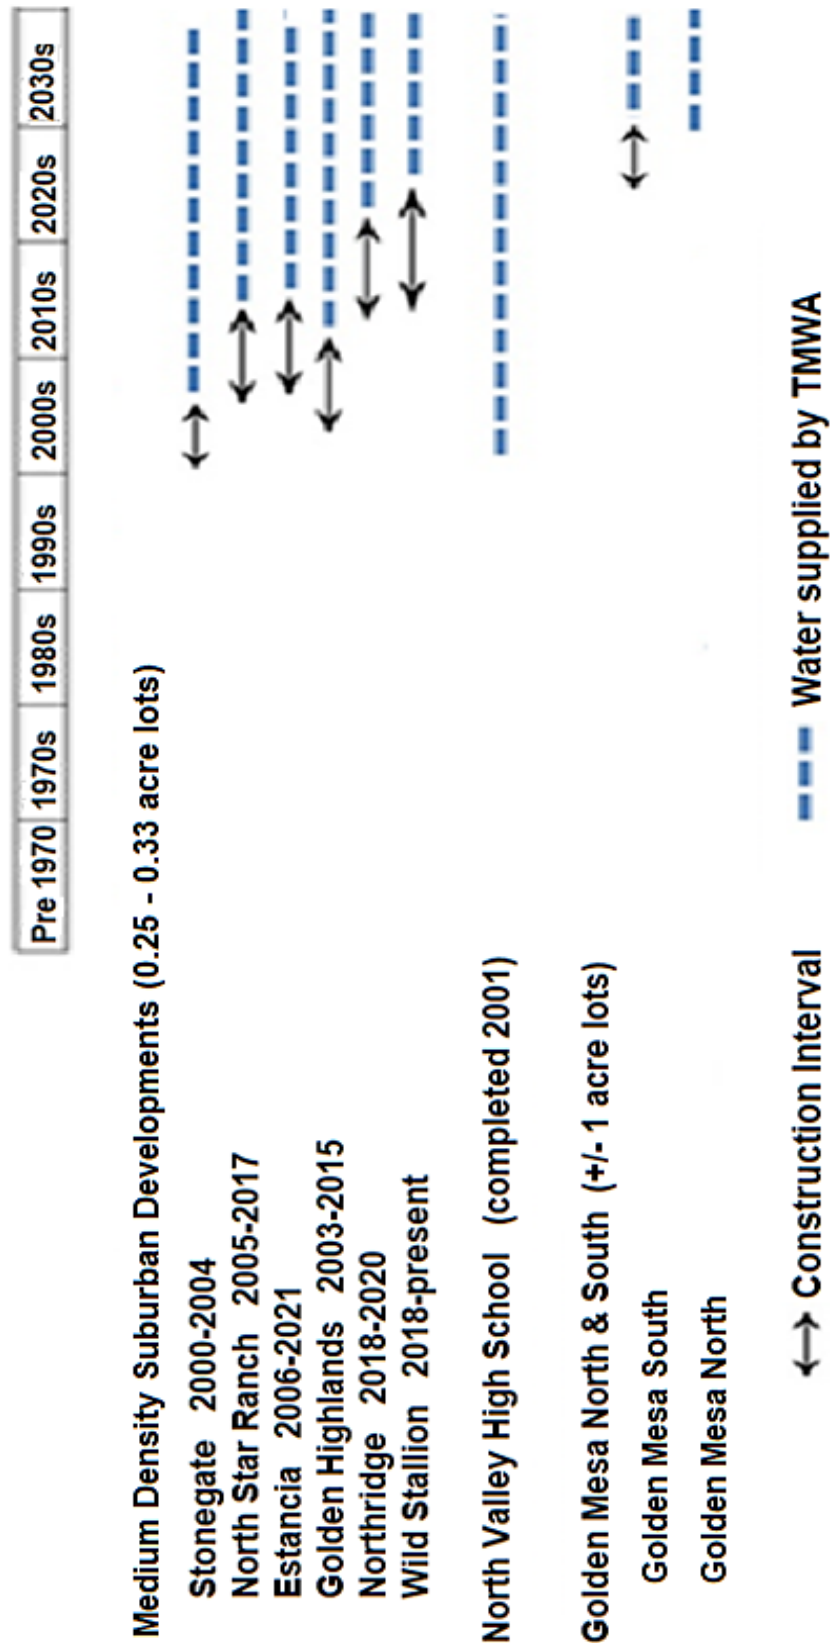 Pre 1970 1970s 1980s 1990s 2000s 2010s 2020s 2030s
Medium Density Suburban Developments (0.25 - 0.33 acre lots)
Stonegate 2000-2004
North Star Ranch 2005-2017
Estancia 2006-2021
Golden Highlands 2003-2015
Northridge 2018-2020
Wild Stallion 2018-present
North Valley High School (completed 2001)
Golden Mesa North & South (+/- 1 acre lots)
Golden Mesa South
Golden Mesa North
Construction Interval Water supplied by TMWA